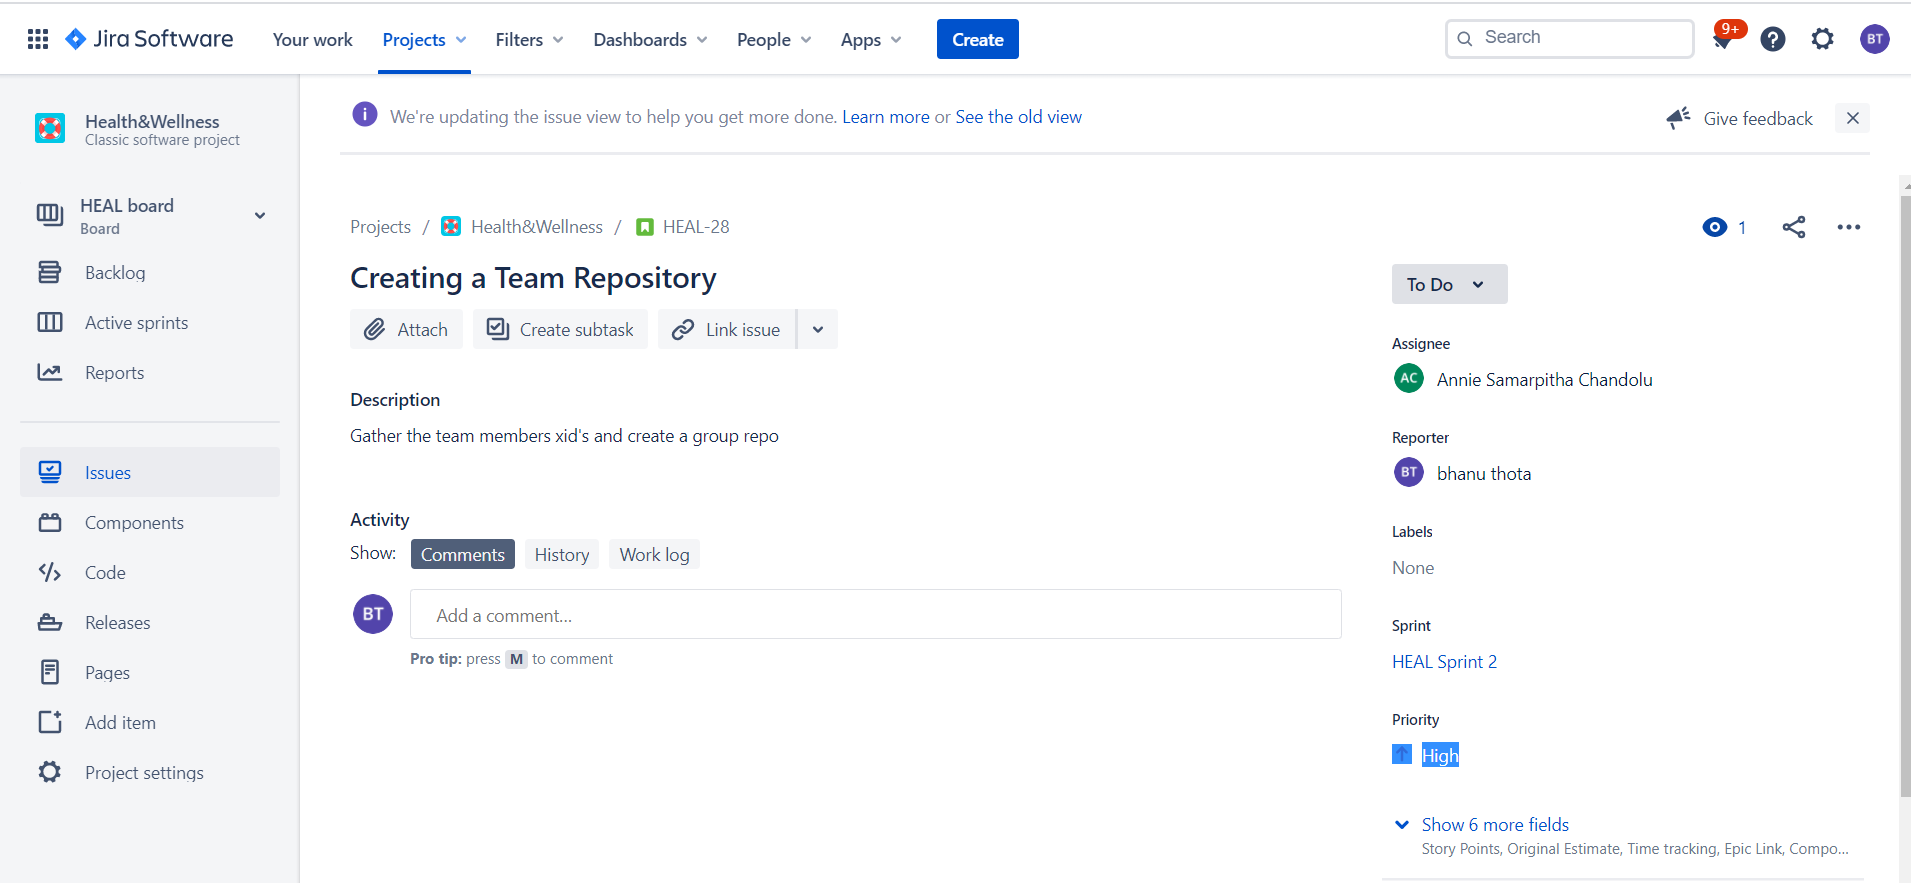 Jira Software Your work Projects Filters Dashboards People Apps Create Search 9+ ? BT
Health&Wellness
Classic software project
HEAL board
Board
Backlog
Active sprints
Reports
Issues
Components
Code
Releases
Pages
Add item
Project settings
i We're updating the issue view to help you get more done. Learn more or See the old view
Give feedback
Projects / Health&Wellness / HEAL-28
1
Creating a Team Repository
Attach Create subtask Link issue
Description
Gather the team members xid's and create a group repo
Activity
Show: Comments History Work log
BT Add a comment...
Pro tip: press M to comment
To Do
Assignee
AC Annie Samarpitha Chandolu
Reporter
BT bhanu thota
Labels
None
Sprint
HEAL Sprint 2
Priority
High
Show 6 more fields
Story Points, Original Estimate, Time tracking, Epic Link, Compo...